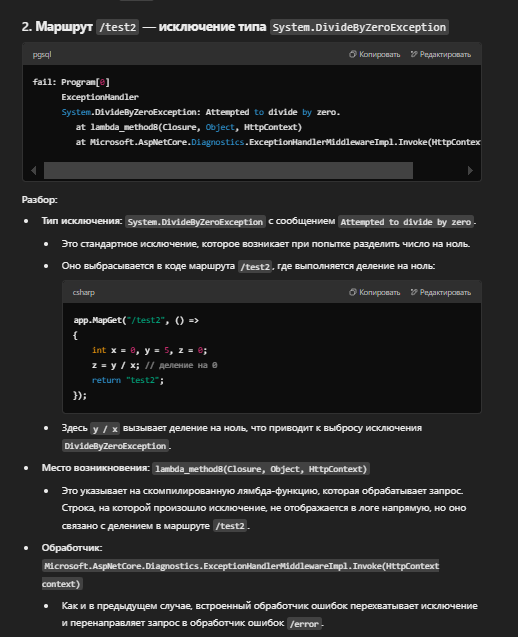 2. Маршрут /test2 — исключение типа System.DivideByZeroException
pgsql
Копировать
Редактировать
fail: Program[0]
ExceptionHandler
System.DivideByZeroException: Attempted to divide by zero.
at lambda_method8(Closure, Object, HttpContext)
at Microsoft.AspNetCore.Diagnostics.ExceptionHandlerMiddlewareImpl.Invoke(HttpContext
Разбор:
• Тип исключения: System.DivideByZeroException с сообщением Attempted to divide by zero.
• Это стандартное исключение, которое возникает при попытке разделить число на ноль.
• Оно выбрасывается в коде маршрута /test2, где выполняется деление на ноль:
csharp
Копировать
Редактировать
app.MapGet("/test2", () =>
{
int x = 0, y = 5, z = 0;
z = y / x; // деление на 0
return "test2";
});
• Здесь y / x вызывает деление на ноль, что приводит к выбросу исключения
DivideByZeroException.
• Место возникновения: lambda_method8(Closure, Object, HttpContext)
• Это указывает на скомпилированную лямбда-функцию, которая обрабатывает запрос.
Строка, на которой произошло исключение, не отображается в логе напрямую, но оно
связано с делением в маршруте /test2.
• Обработчик:
Microsoft.AspNetCore.Diagnostics.ExceptionHandlerMiddlewareImpl.Invoke(HttpContext
context)
• Как и в предыдущем случае, встроенный обработчик ошибок перехватывает исключение
и перенаправляет запрос в обработчик ошибок /error.